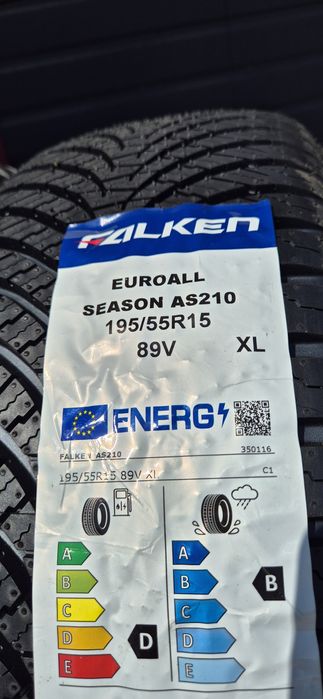 FALKEN
EUROALL
SEASON AS210
195/55R15
89V XL
ENERG
FALKEN AS210 350116
195/55R15 89V XL C1
A A
B B B
C C
D D D
E E